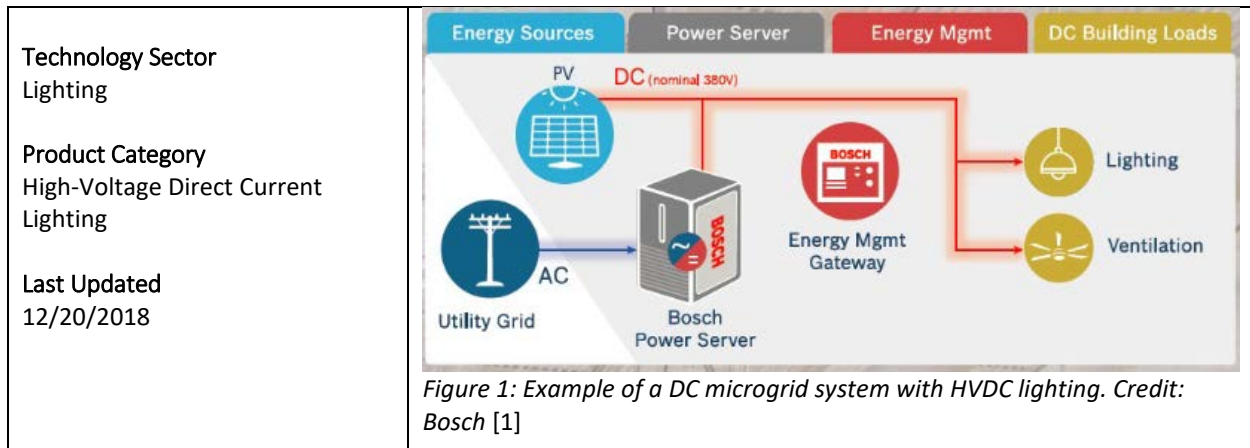 Technology Sector
Lighting
Product Category
High-Voltage Direct Current
Lighting
Last Updated
12/20/2018
Energy Sources
Power Server
Energy Mgmt
DC Building Loads
PV
DC (nominal 380V)
BOSCH
Lighting
BOSCH
Energy Mgmt
Gateway
Ventilation
AC
Utility Grid
Bosch
Power Server
Figure 1: Example of a DC microgrid system with HVDC lighting. Credit:
Bosch [1]